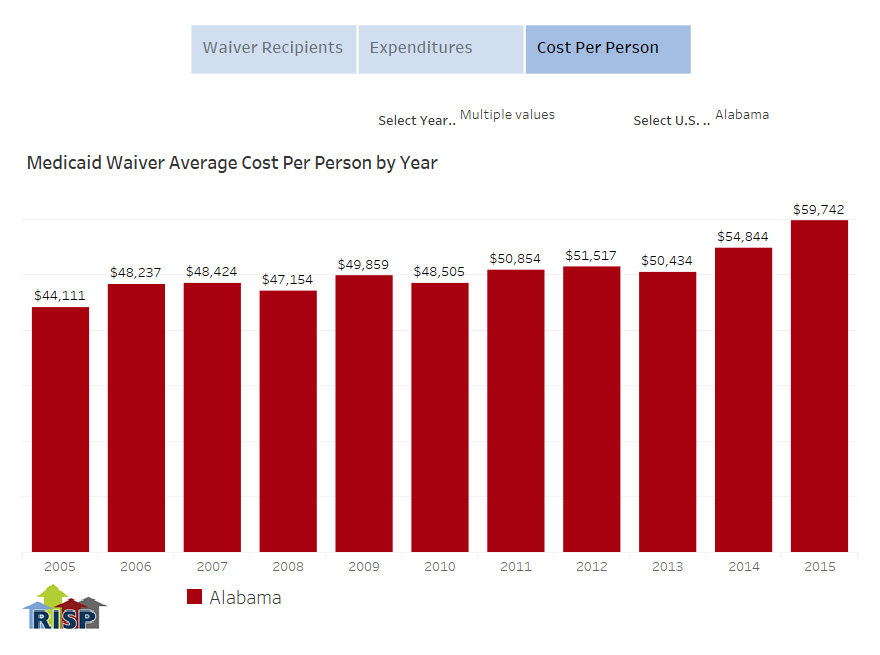 Waiver Recipients Expenditures Cost Per Person
Select Year.. Multiple values Select U.S. .. Alabama
Medicaid Waiver Average Cost Per Person by Year
$44,111 $48,237 $48,424 $47,154 $49,859 $48,505 $50,854 $51,517 $50,434 $54,844 $59,742
2005 2006 2007 2008 2009 2010 2011 2012 2013 2014 2015
Alabama
RISP